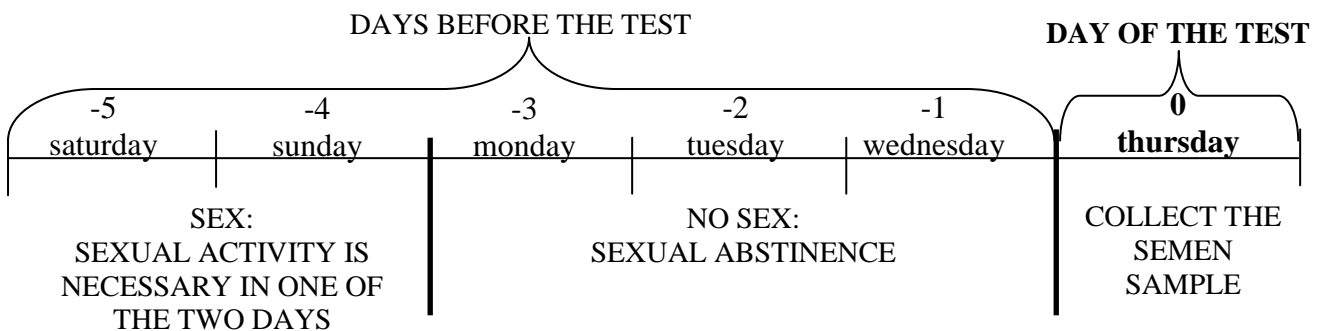 DAYS BEFORE THE TEST
DAY OF THE TEST
-5
-4
-3
-2
-1
0
saturday
sunday
monday
tuesday
wednesday
thursday
SEX:
SEXUAL ACTIVITY IS
NECESSARY IN ONE OF
THE TWO DAYS
NO SEX:
SEXUAL ABSTINENCE
COLLECT THE
SEMEN
SAMPLE